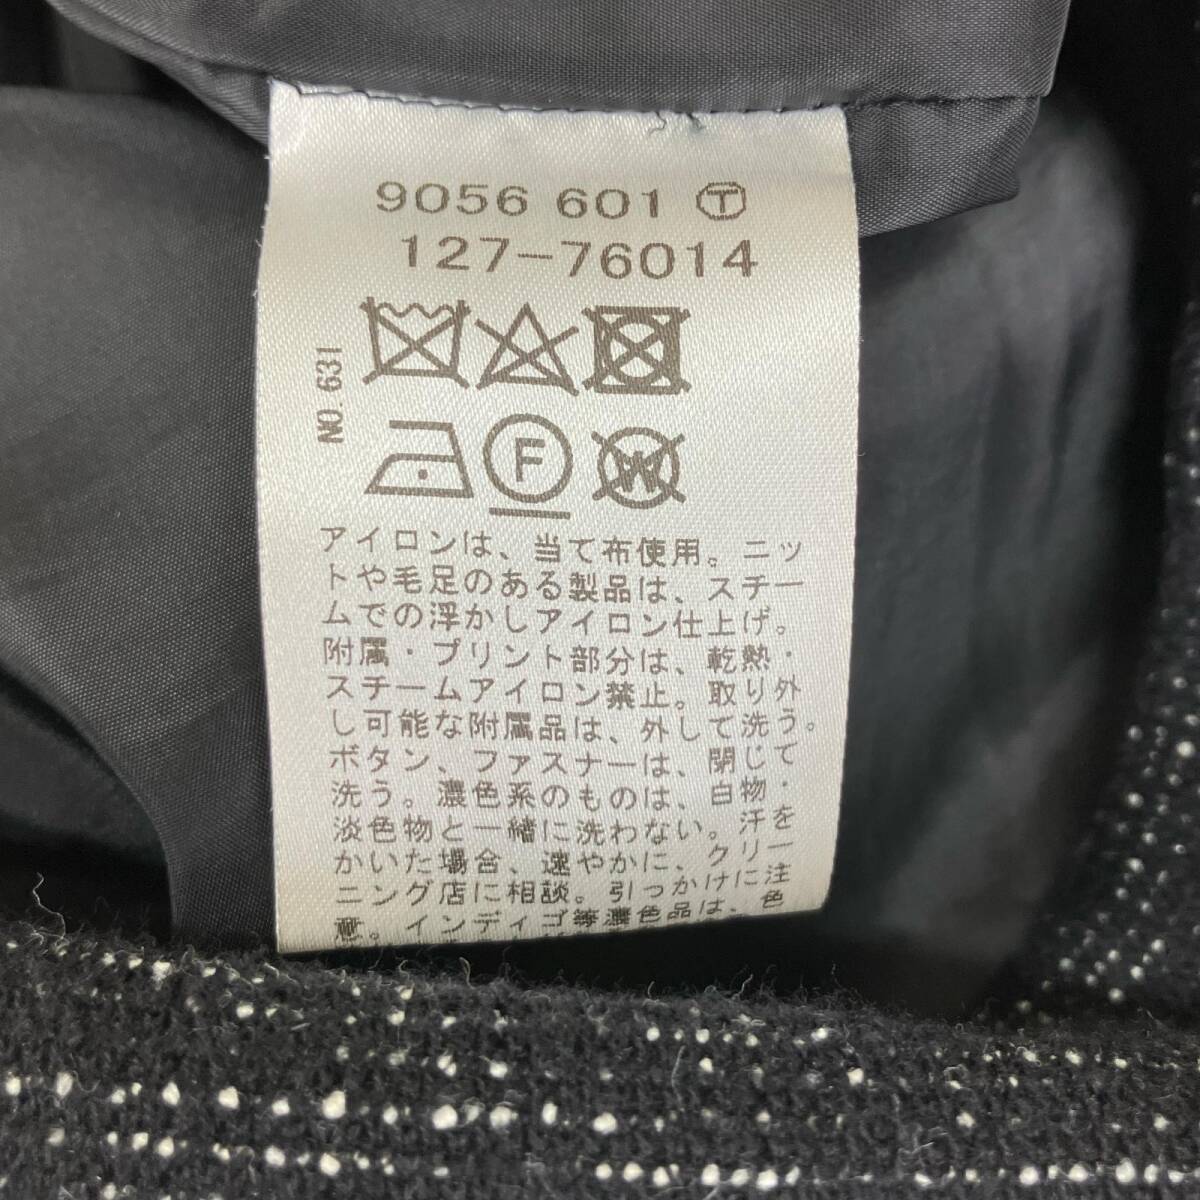 9056 601 Ⓣ
127-76014
NO. 631
F
W
アイロンは、当て布使用。ニッ
トや毛足のある製品は、スチー
ムでの浮かしアイロン仕上げ。
附属・プリント部分は、乾熱・
スチームアイロン禁止。取り外
し可能な附属品は、外して洗う。
ボタン、ファスナーは、閉じて
洗う。濃色系のものは、白物・
淡色物と一緒に洗わない。汗を
かいた場合、速やかに、クリー
ニング店に相談。引っかけに注
意。インディゴ等濃色品は、色